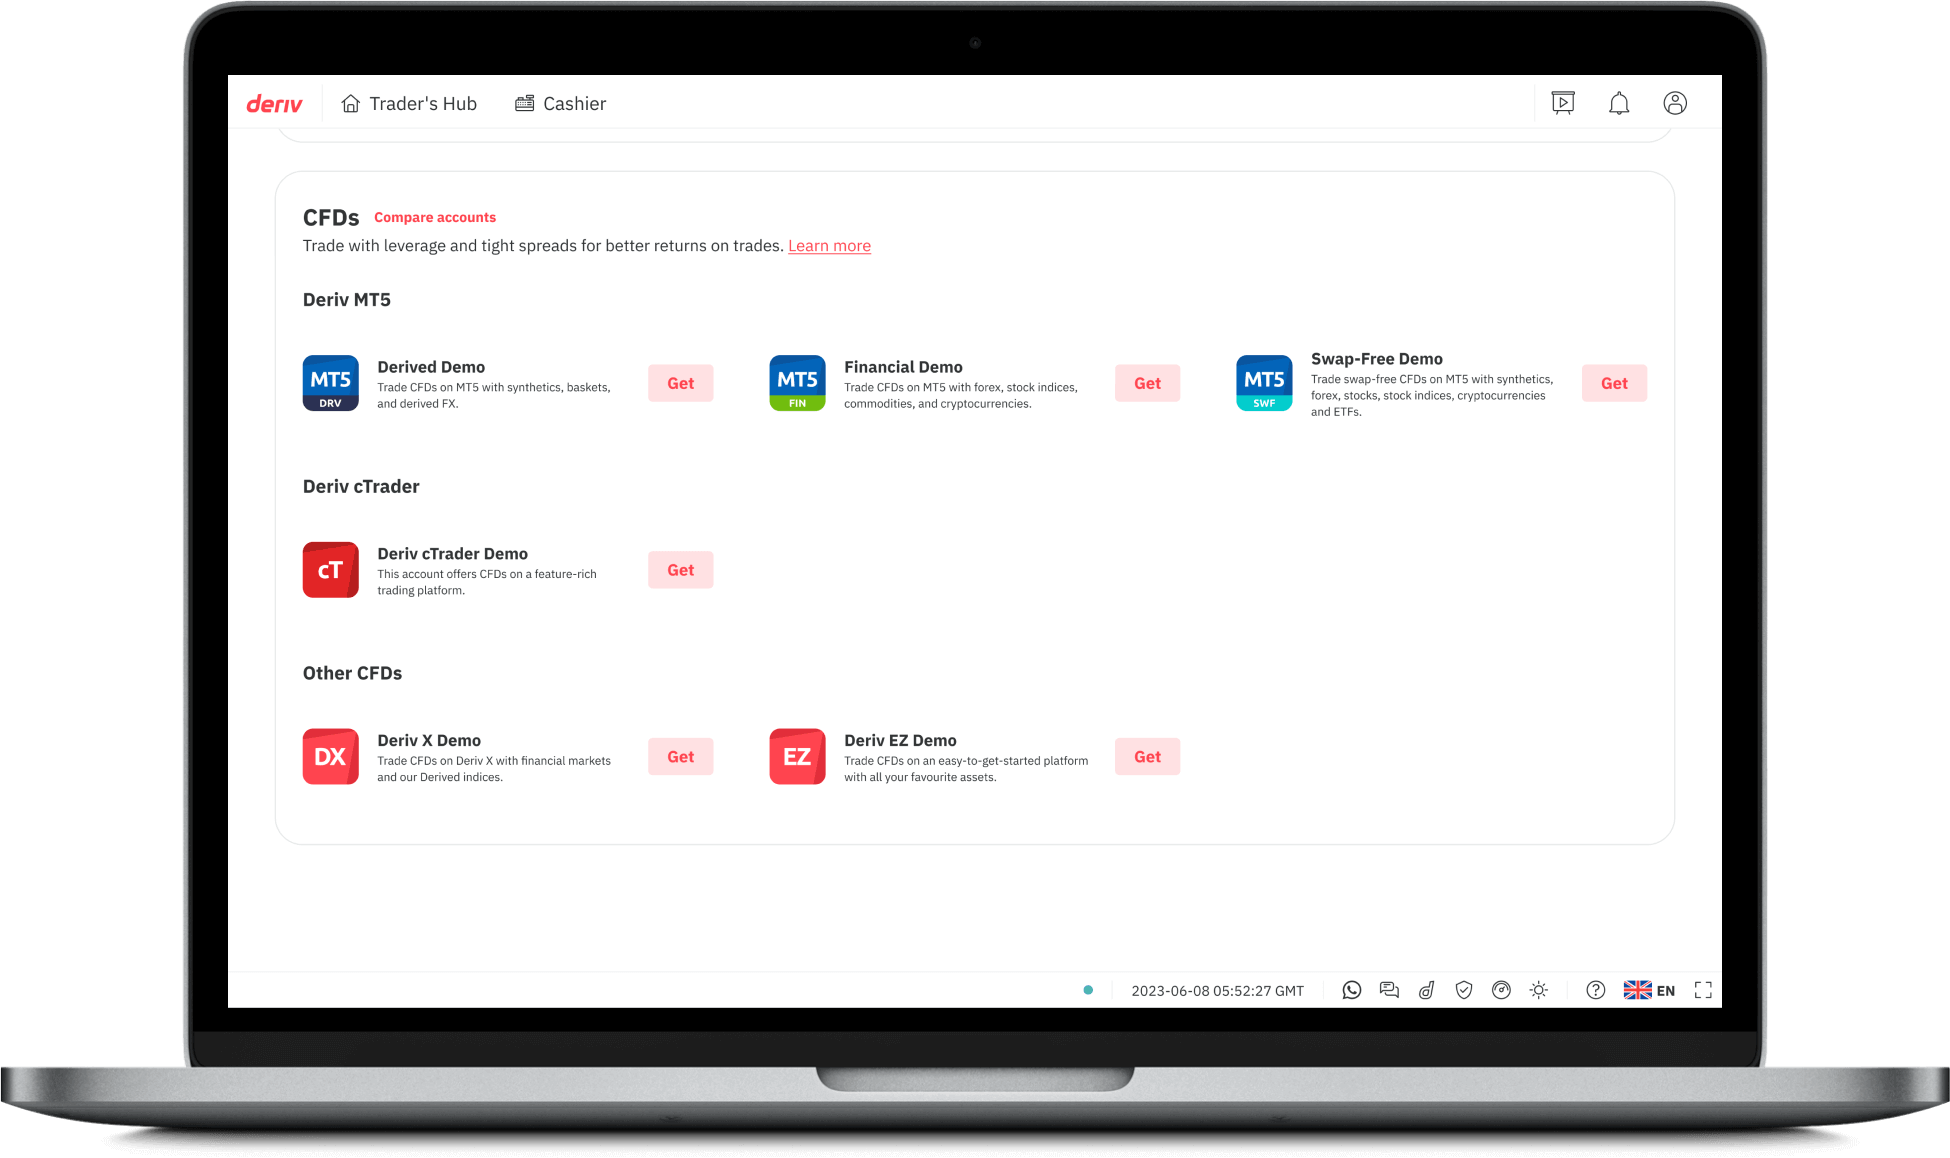 deriv Trader's Hub Cashier
CFDs Compare accounts
Trade with leverage and tight spreads for better returns on trades. Learn more
Deriv MT5
MT5
DRV
Derived Demo
Trade CFDs on MT5 with synthetics, baskets,
and derived FX.
Get
MT5
FIN
Financial Demo
Trade CFDs on MT5 with forex, stock indices,
commodities, and cryptocurrencies.
Get
MT5
SWF
Swap-Free Demo
Trade swap-free CFDs on MT5 with synthetics,
forex, stocks, stock indices, cryptocurrencies
and ETFs.
Get
Deriv cTrader
cT
Deriv cTrader Demo
This account offers CFDs on a feature-rich
trading platform.
Get
Other CFDs
DX
Deriv X Demo
Trade CFDs on Deriv X with financial markets
and our Derived indices.
Get
EZ
Deriv EZ Demo
Trade CFDs on an easy-to-get-started platform
with all your favourite assets.
Get
2023-06-08 05:52:27 GMT EN